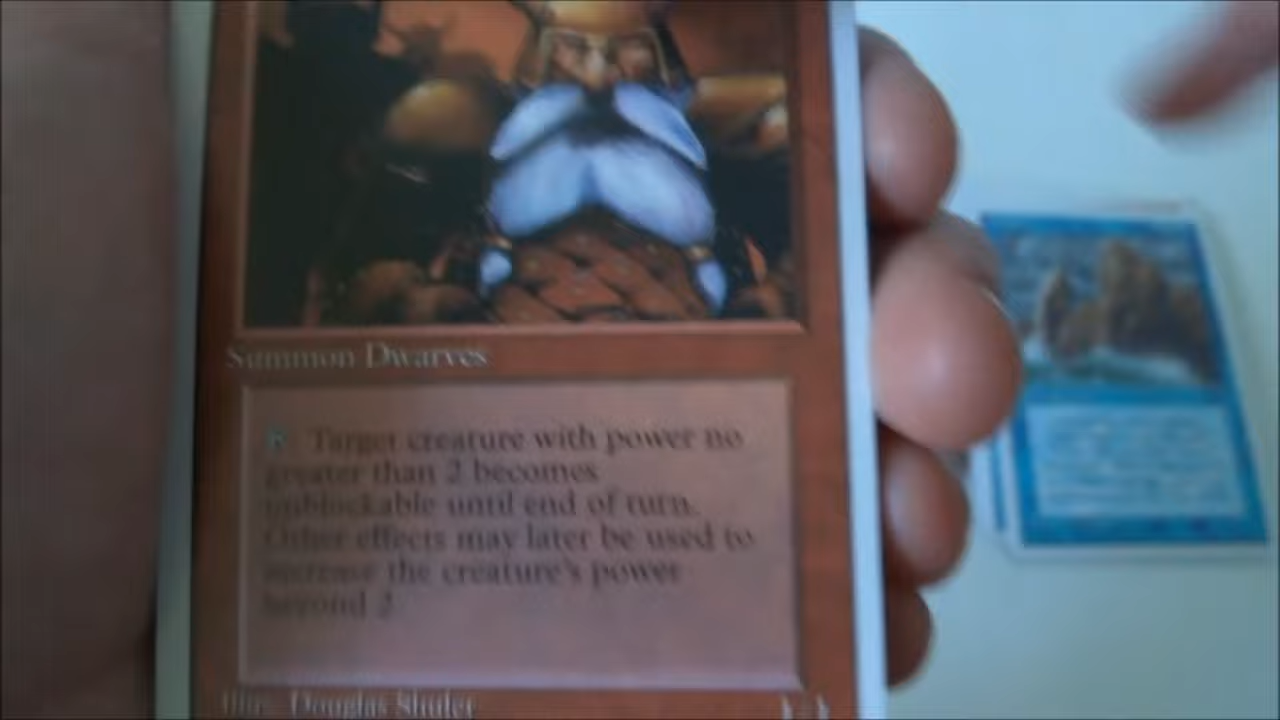 Summon Dwarves
Target creature with power no
greater than 2 becomes
unblockable until end of turn.
Other effects may later be used to
increase the creature's power
beyond 2
Illus. Douglas Shuler